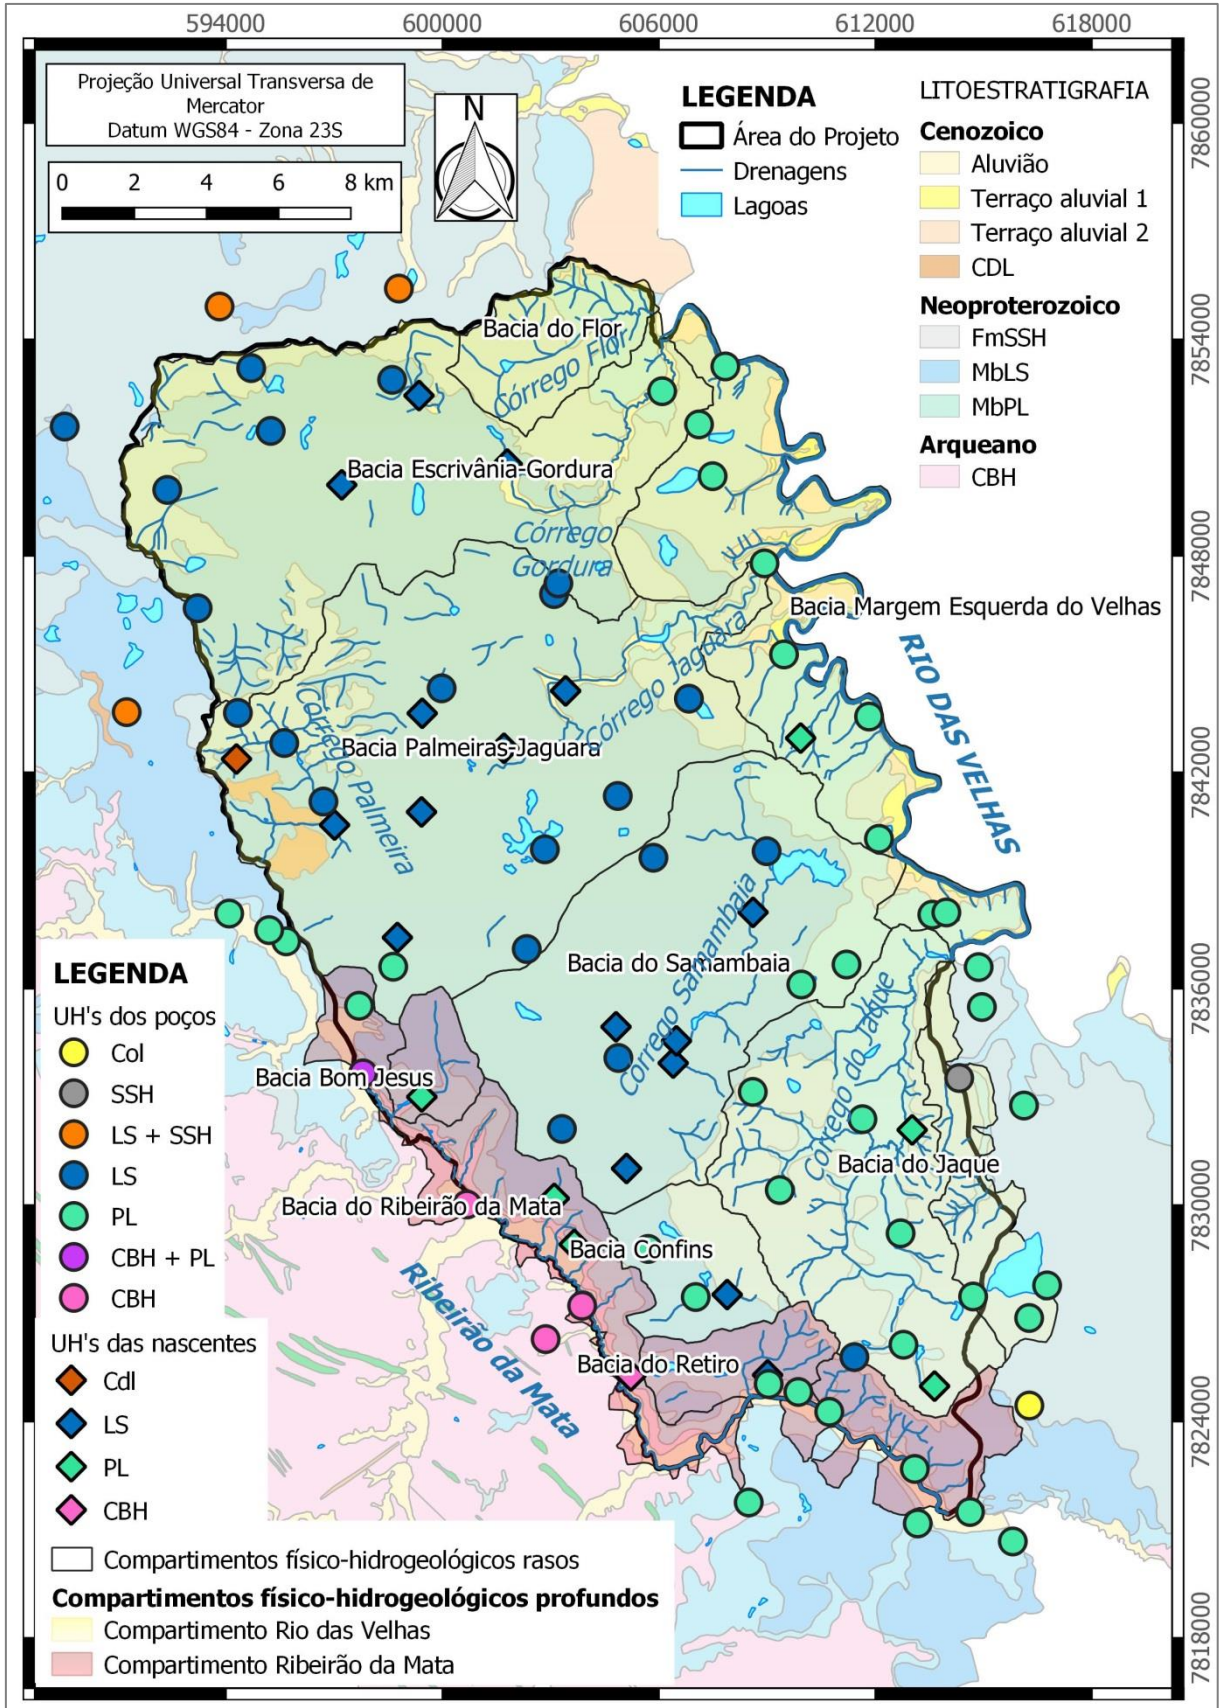 594000 600000 606000 612000 618000
Projeção Universal Transversa de
Mercator
Datum WGS84 - Zona 23S
0 2 4 6 8 km
N
LEGENDA
Área do Projeto
Drenagens
Lagoas
LITOESTRATIGRAFIA
Cenozoico
Aluvião
Terraço aluvial 1
Terraço aluvial 2
CDL
Neoproterozoico
FmSSH
MbLS
MbPL
Arqueano
CBH
7860000
7854000
7848000
7842000
7836000
7830000
7824000
7818000
Bacia do Flor
Córrego Flor
Bacia Escrivânia-Gordura
Córrego
Gordura
Bacia Margem Esquerda do Velhas
RIO DAS VELHAS
Córrego Jaguara
Bacia Palmeiras-Jaguara
Córrego Palmeira
Bacia do Samambaia
Córrego Samambaia
Córrego do Jaque
Bacia Bom Jesus
Bacia do Jaque
Bacia do Ribeirão da Mata
Bacia Confins
Ribeirão da Mata
Bacia do Retiro
LEGENDA
UH's dos poços
Col
SSH
LS + SSH
LS
PL
CBH + PL
CBH
UH's das nascentes
Cdl
LS
PL
CBH
Compartimentos físico-hidrogeológicos rasos
Compartimentos físico-hidrogeológicos profundos
Compartimento Rio das Velhas
Compartimento Ribeirão da Mata